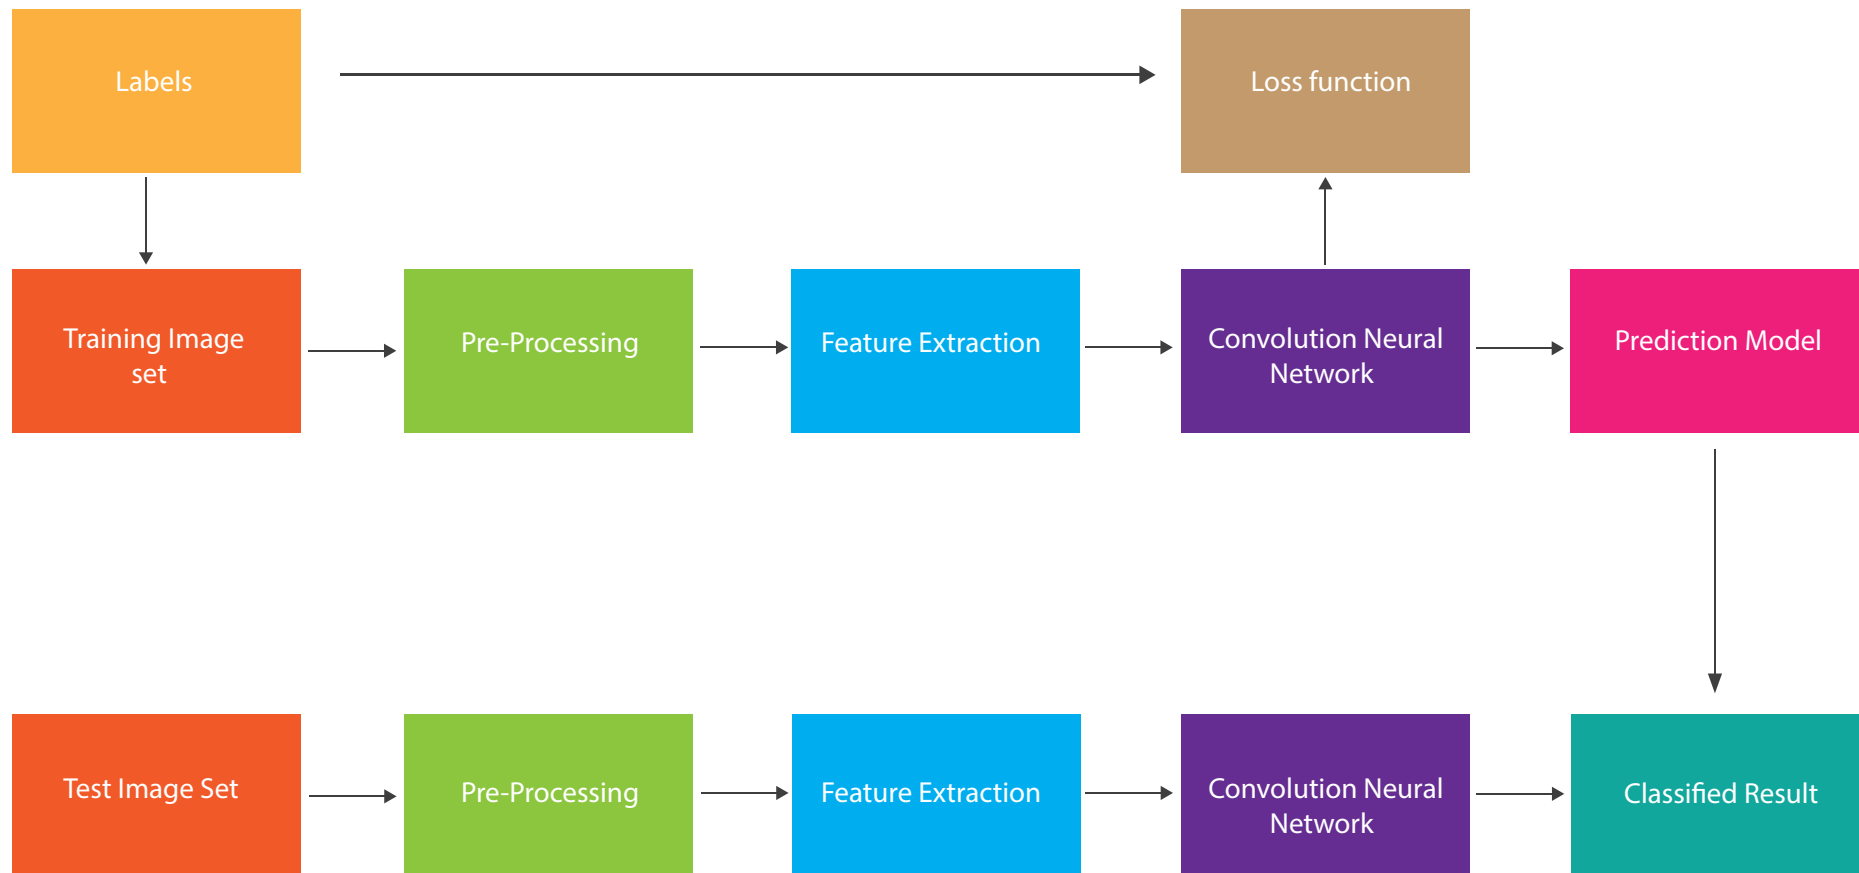 Labels
Loss function
Training Image
set
Pre-Processing
Feature Extraction
Convolution Neural
Network
Prediction Model
Test Image Set
Pre-Processing
Feature Extraction
Convolution Neural
Network
Classified Result